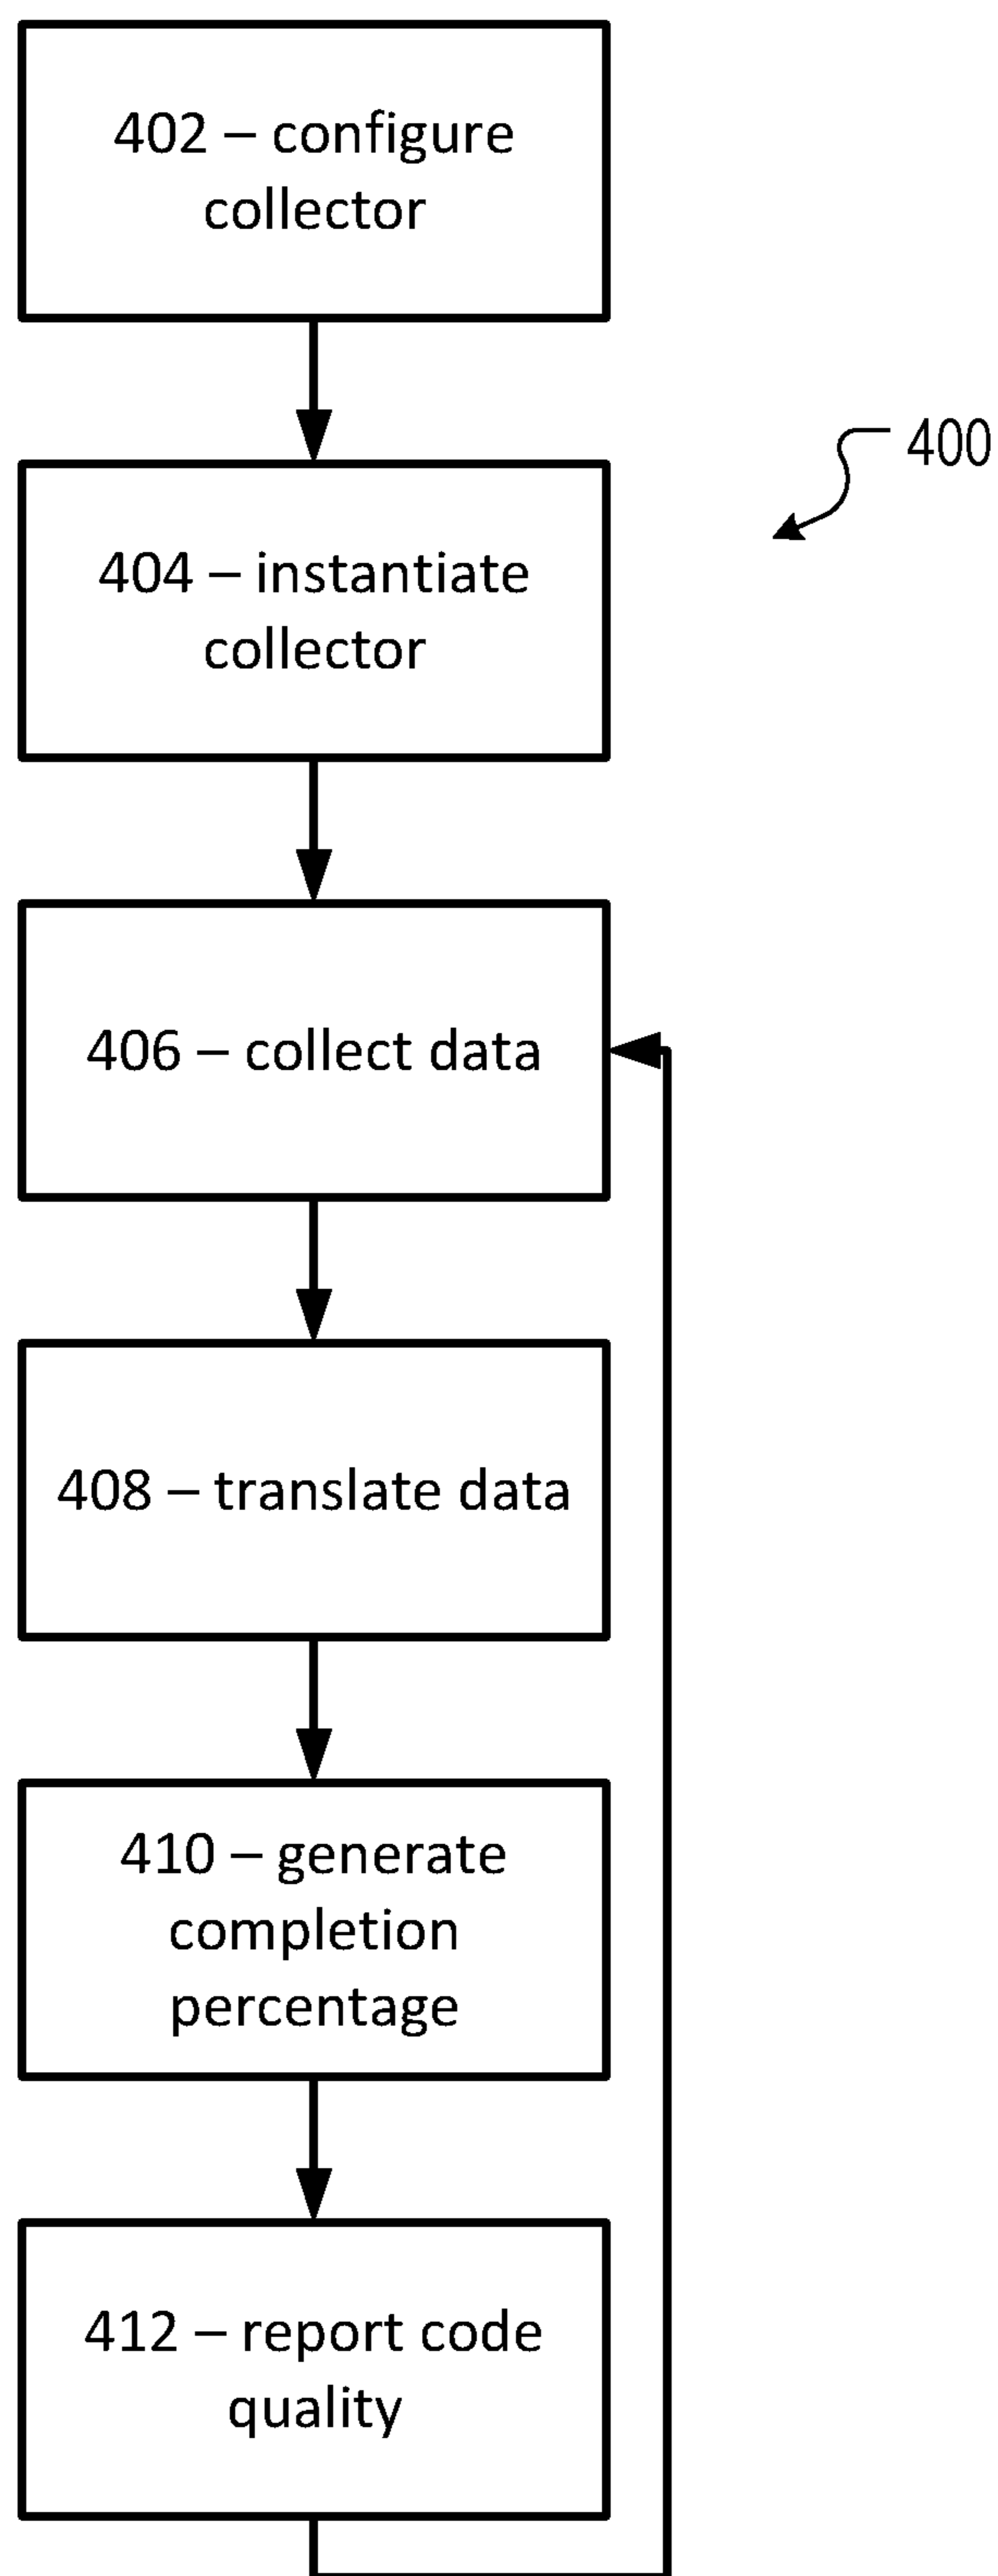 402 – configure
collector
400
404 – instantiate
collector
406 – collect data
408 – translate data
410 – generate
completion
percentage
412 – report code
quality